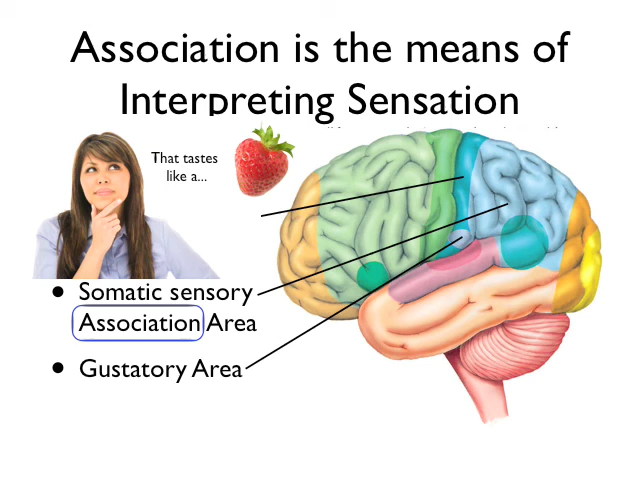 Association is the means of
Interpreting Sensation
That tastes
like a...
• Somatic sensory
Association Area
• Gustatory Area